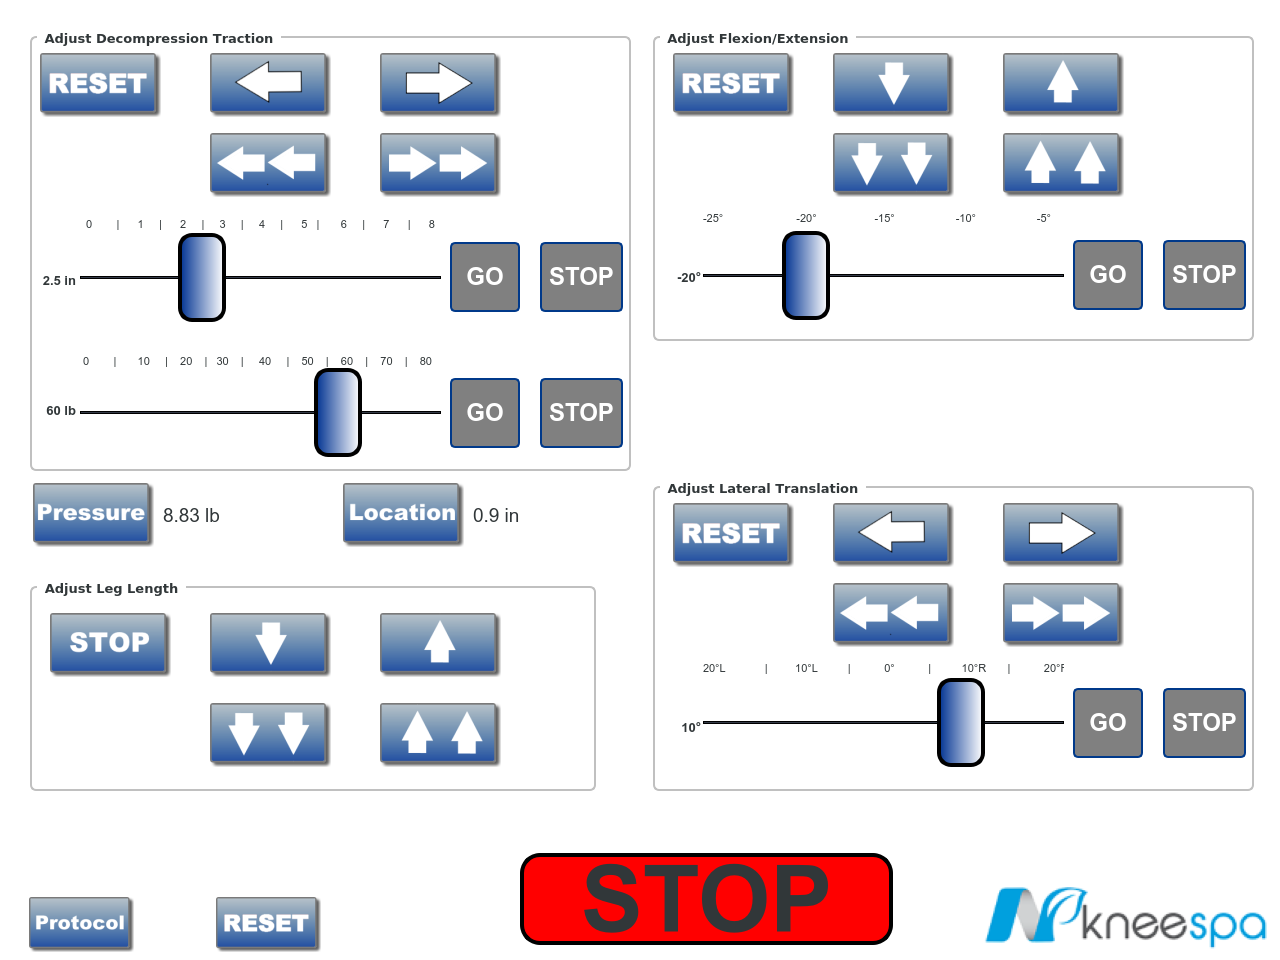 Adjust Decompression Traction
RESET
0 | 1 | 2 | 3 | 4 | 5 | 6 | 7 | 8
2.5 in
GO
STOP
0 | 10 | 20 | 30 | 40 | 50 | 60 | 70 | 80
60 lb
GO
STOP
Adjust Flexion/Extension
RESET
-25° -20° -15° -10° -5°
-20°
GO
STOP
Pressure
8.83 lb
Location
0.9 in
Adjust Leg Length
STOP
Adjust Lateral Translation
RESET
20°L | 10°L | 0° | 10°R | 20°F
10°
GO
STOP
Protocol
RESET
STOP
kneespa